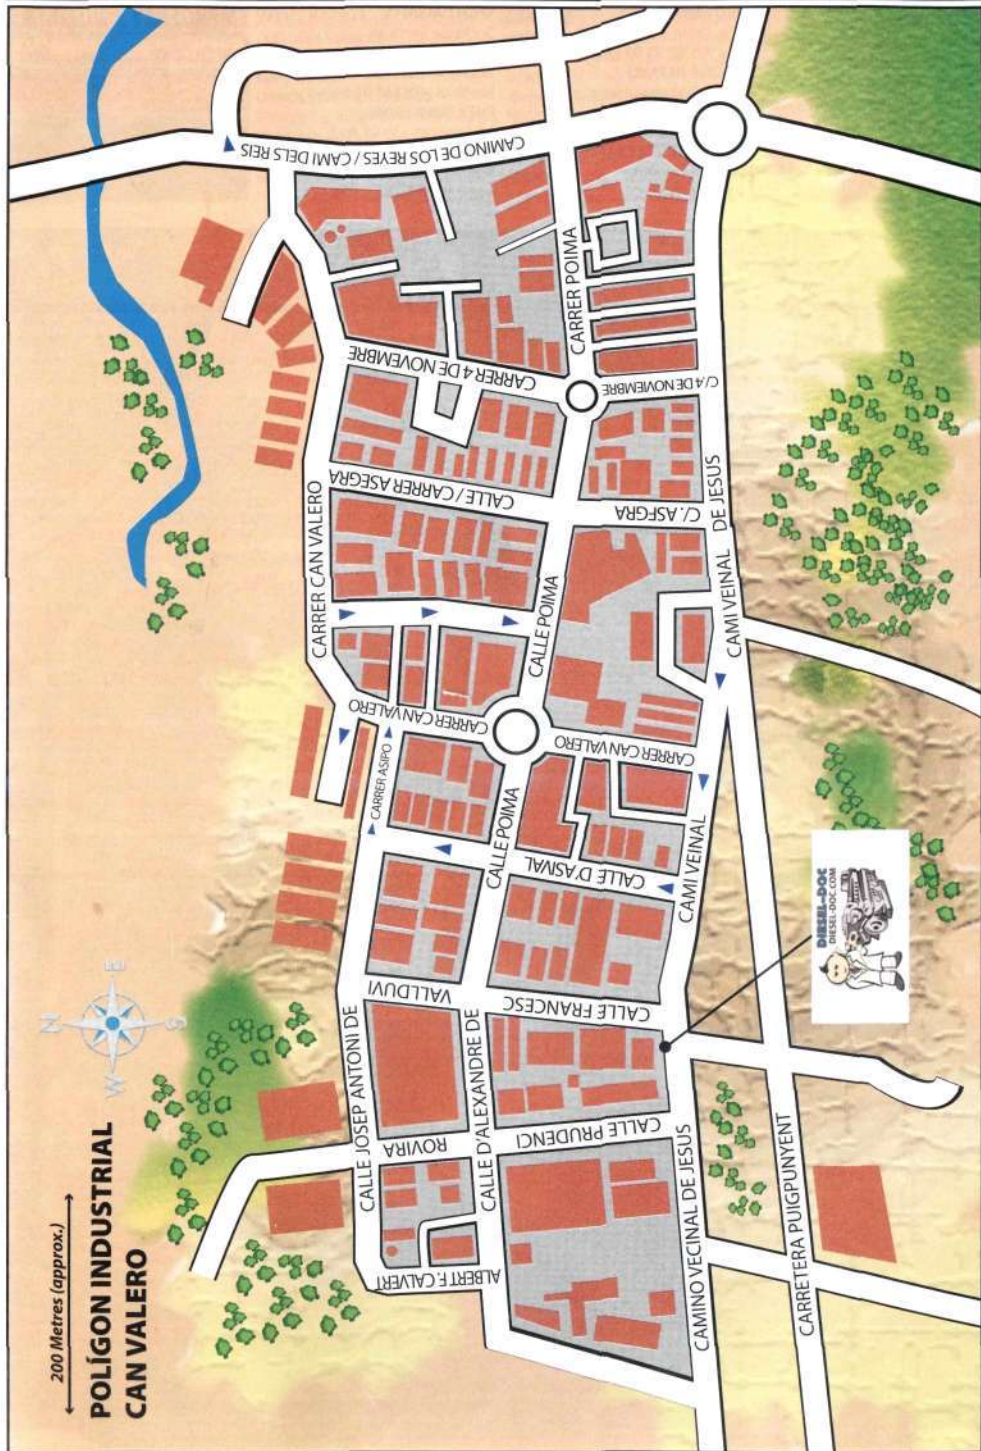 200 Metres (approx.)
POLÍGON INDUSTRIAL
CAN VALERO
N
E
S
W
CAMINO DE LOS REYES / CAMI DELS REIS
CARRER POIMA
CARRER 4 DE NOVEMBRE
C/4 DE NOVIEMBRE
CARRER CAN VALERO
CALLE / CARRER ASEGRA
C/. ASEGRA
CAMI VEINAL DE JESUS
CALLE POIMA
CARRER CAN VALERO
CARRER CAN VALERO
CARRER ASIPO
CALLE POIMA
CALLE D'ASIVAL
CAMI VEINAL
CALLE JOSEP ANTONI DE
VALLDUVI
CALLE FRANCESC
CALLE D'ALEXANDRE DE
ROVIRA
CALLE PRUDENCI
ALBERT F. CALVERT
CAMINO VECINAL DE JESUS
CARRETERA PUIGPUNYENT
DIESEL-DOC
DIESEL-DOC.COM